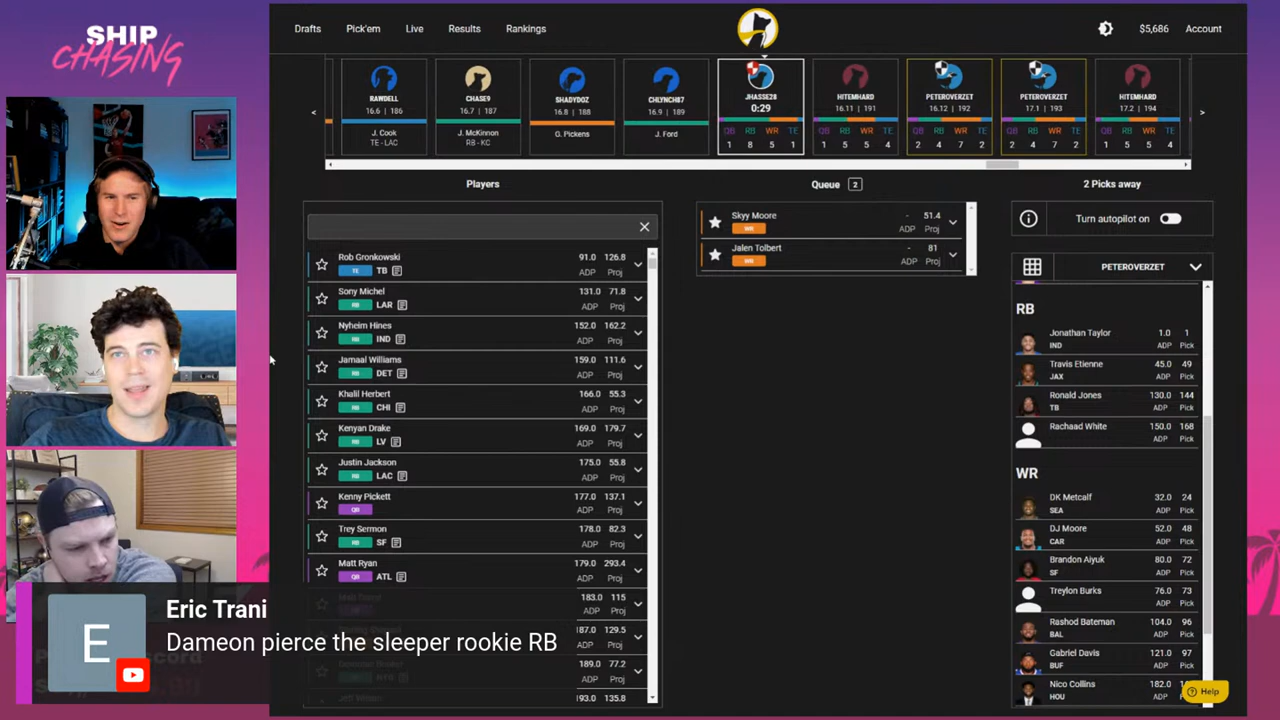 SHIP
CHASING
Drafts
Pick'em
Live
Results
Rankings
$5,686
Account
RAWDELL
16.6 | 186
J. Cook
TE - LAC
CHASE9
16.7 | 187
J. McKinnon
RB - KC
SHADYDOZ
16.8 | 188
G. Pickens
CHLYNCH87
16.9 | 189
J. Ford
JHASSE28
0:29
QB RB WR TE
1 8 5 1
HITEMHARD
16.11 | 191
QB RB WR TE
1 5 5 4
PETEROVERZET
16.12 | 192
QB RB WR TE
2 4 7 2
PETEROVERZET
17.1 | 193
QB RB WR TE
2 4 7 2
HITEMHARD
17.2 | 194
QB RB WR TE
1 5 5 4
Players
Queue 2
2 Picks away
Rob Gronkowski 91.0 126.8
TE TB ADP Proj
Sony Michel 131.0 71.8
RB LAR ADP Proj
Nyheim Hines 152.0 162.2
RB IND ADP Proj
Jamaal Williams 159.0 111.6
RB DET ADP Proj
Khalil Herbert 166.0 55.3
RB CHI ADP Proj
Kenyan Drake 169.0 179.7
RB LV ADP Proj
Justin Jackson 175.0 55.8
RB LAC ADP Proj
Kenny Pickett 177.0 137.1
QB ADP Proj
Trey Sermon 178.0 82.3
RB SF ADP Proj
Matt Ryan 179.0 293.4
QB ATL ADP Proj
183.0 115
ADP Proj
187.0 129.5
ADP Proj
189.0 77.2
ADP Proj
193.0 135.8
Skyy Moore - 51.4
WR ADP Proj
Jalen Tolbert - 81
WR ADP Proj
Turn autopilot on
PETEROVERZET
RB
Jonathan Taylor 1.0 1
IND ADP Pick
Travis Etienne 45.0 49
JAX ADP Pick
Ronald Jones 130.0 144
TB ADP Pick
Rachaad White 150.0 168
ADP Pick
WR
DK Metcalf 32.0 24
SEA ADP Pick
DJ Moore 52.0 48
CAR ADP Pick
Brandon Aiyuk 80.0 72
SF ADP Pick
Treylon Burks 76.0 73
ADP Pick
Rashod Bateman 104.0 96
BAL ADP Pick
Gabriel Davis 121.0 97
BUF ADP Pick
Nico Collins 182.0
HOU
Help
E
Eric Trani
Dameon pierce the sleeper rookie RB